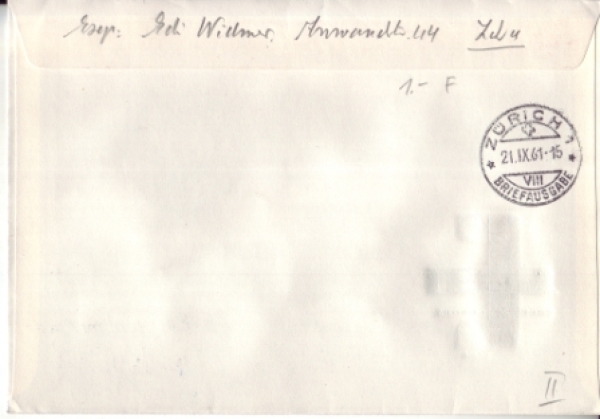 Exp: Edi Widmer, Anwandstr. 44 Zch 4
1.- F
ZÜRICH 1
21.IX.61-15
VIII
BRIEFAUSGABE
II